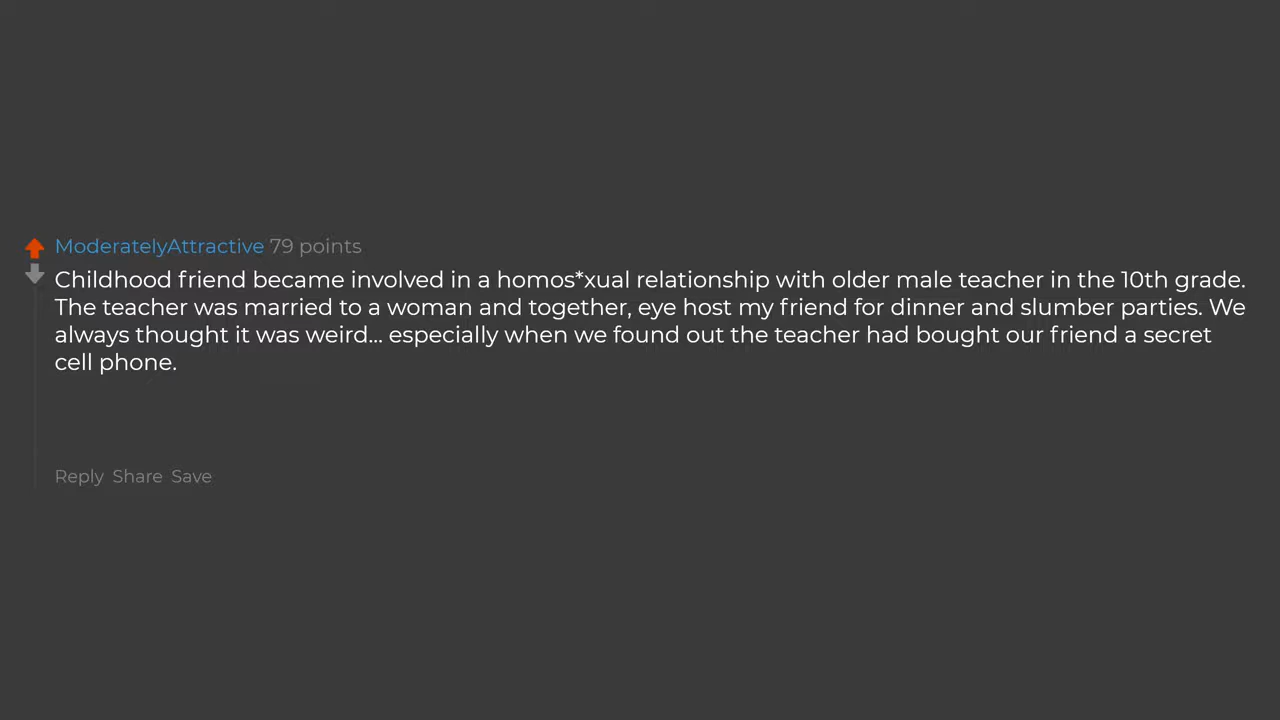 ModeratelyAttractive 79 points
Childhood friend became involved in a homos*xual relationship with older male teacher in the 10th grade.
The teacher was married to a woman and together, eye host my friend for dinner and slumber parties. We
always thought it was weird... especially when we found out the teacher had bought our friend a secret
cell phone.
Reply Share Save